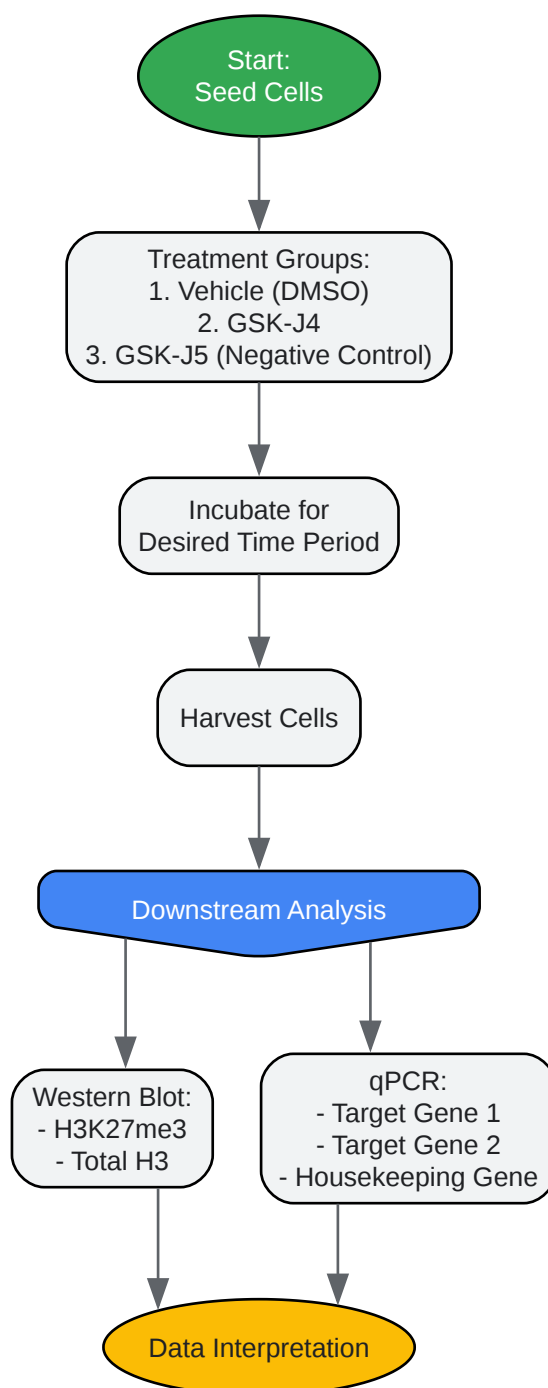 Start:
Seed Cells
Treatment Groups:
1. Vehicle (DMSO)
2. GSK-J4
3. GSK-J5 (Negative Control)
Incubate for
Desired Time Period
Harvest Cells
Downstream Analysis
Western Blot:
- H3K27me3
- Total H3
qPCR:
- Target Gene 1
- Target Gene 2
- Housekeeping Gene
Data Interpretation